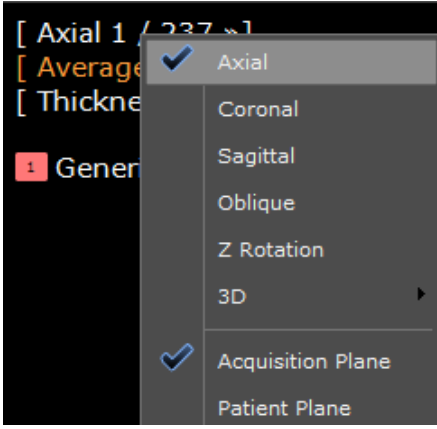 [ Axial 1 / 237 »]
[ Average
[ Thickne
1 Gener
Axial
Coronal
Sagittal
Oblique
Z Rotation
3D
Acquisition Plane
Patient Plane